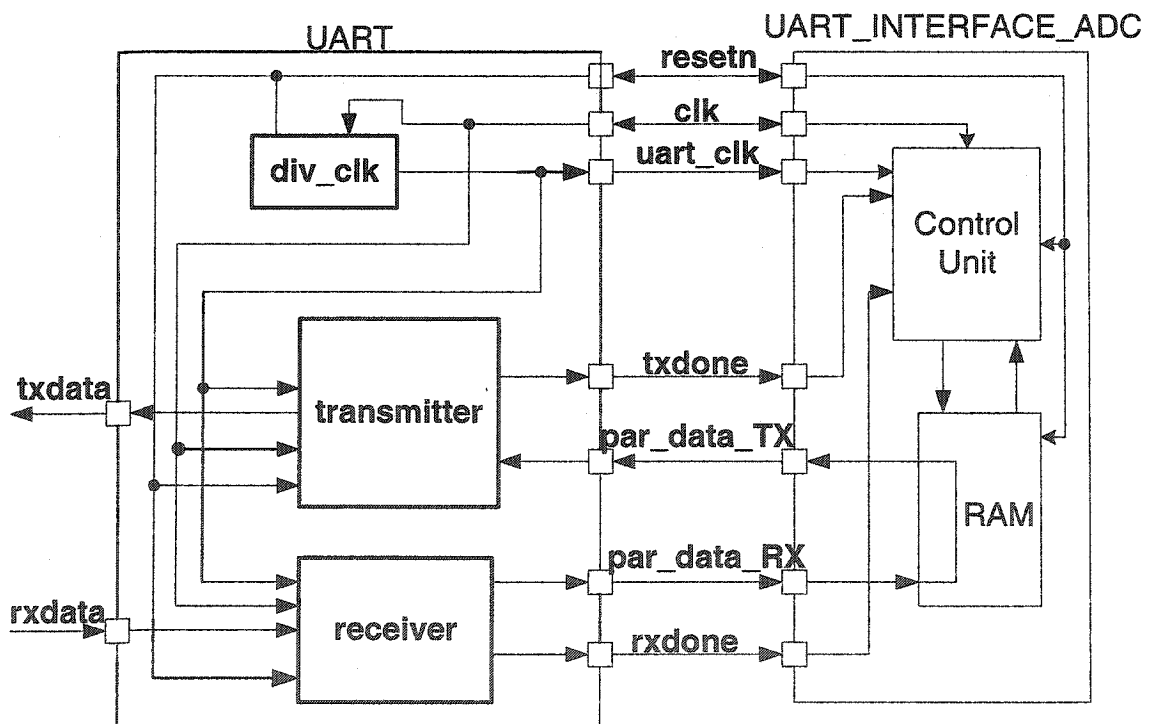 UART
UART_INTERFACE_ADC
resetn
clk
uart_clk
div_clk
Control
Unit
txdata
transmitter
txdone
par_data_TX
RAM
par_data_RX
rxdata
receiver
rxdone